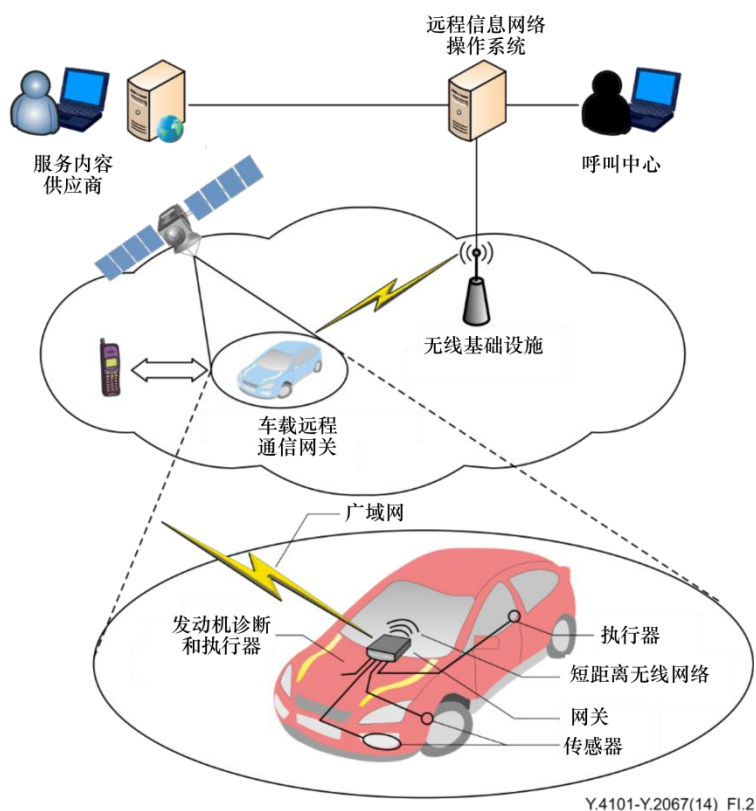 远程信息网络
操作系统
服务内容
供应商
呼叫中心
无线基础设施
车载远程
通信网关
广域网
发动机诊断
和执行器
执行器
短距离无线网络
网关
传感器
Y.4101-Y.2067(14)_FI.2